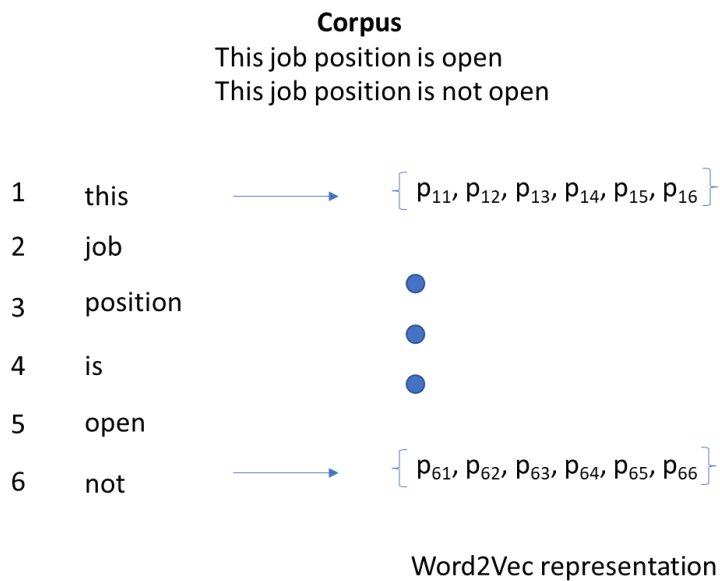 Corpus
This job position is open
This job position is not open
1 this { p₁₁, p₁₂, p₁₃, p₁₄, p₁₅, p₁₆ }
2 job
3 position
4 is
5 open
6 not { p₆₁, p₆₂, p₆₃, p₆₄, p₆₅, p₆₆ }
Word2Vec representation